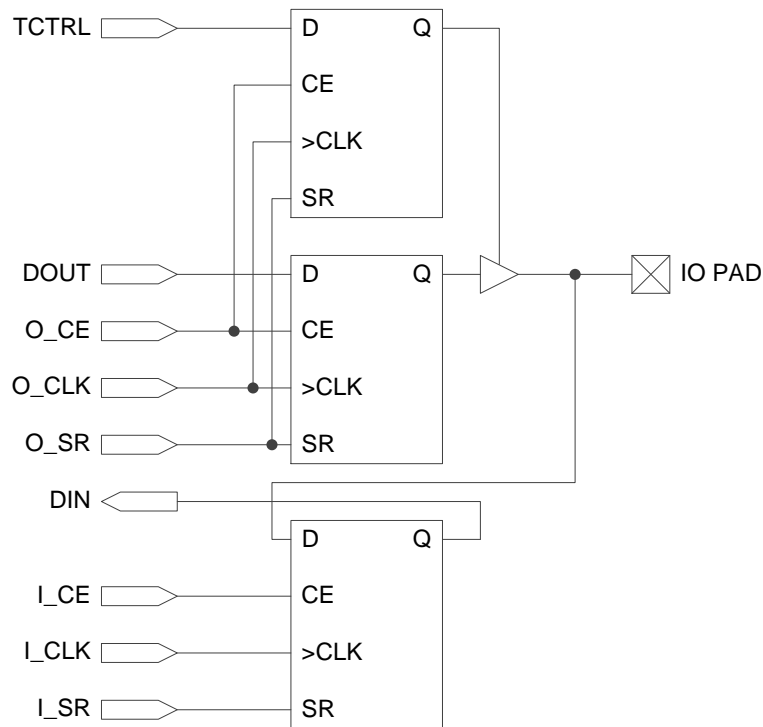 TCTRL
D Q
CE
>CLK
SR
DOUT
D Q
IO PAD
O_CE
CE
O_CLK
>CLK
O_SR
SR
DIN
D Q
I_CE
CE
I_CLK
>CLK
I_SR
SR